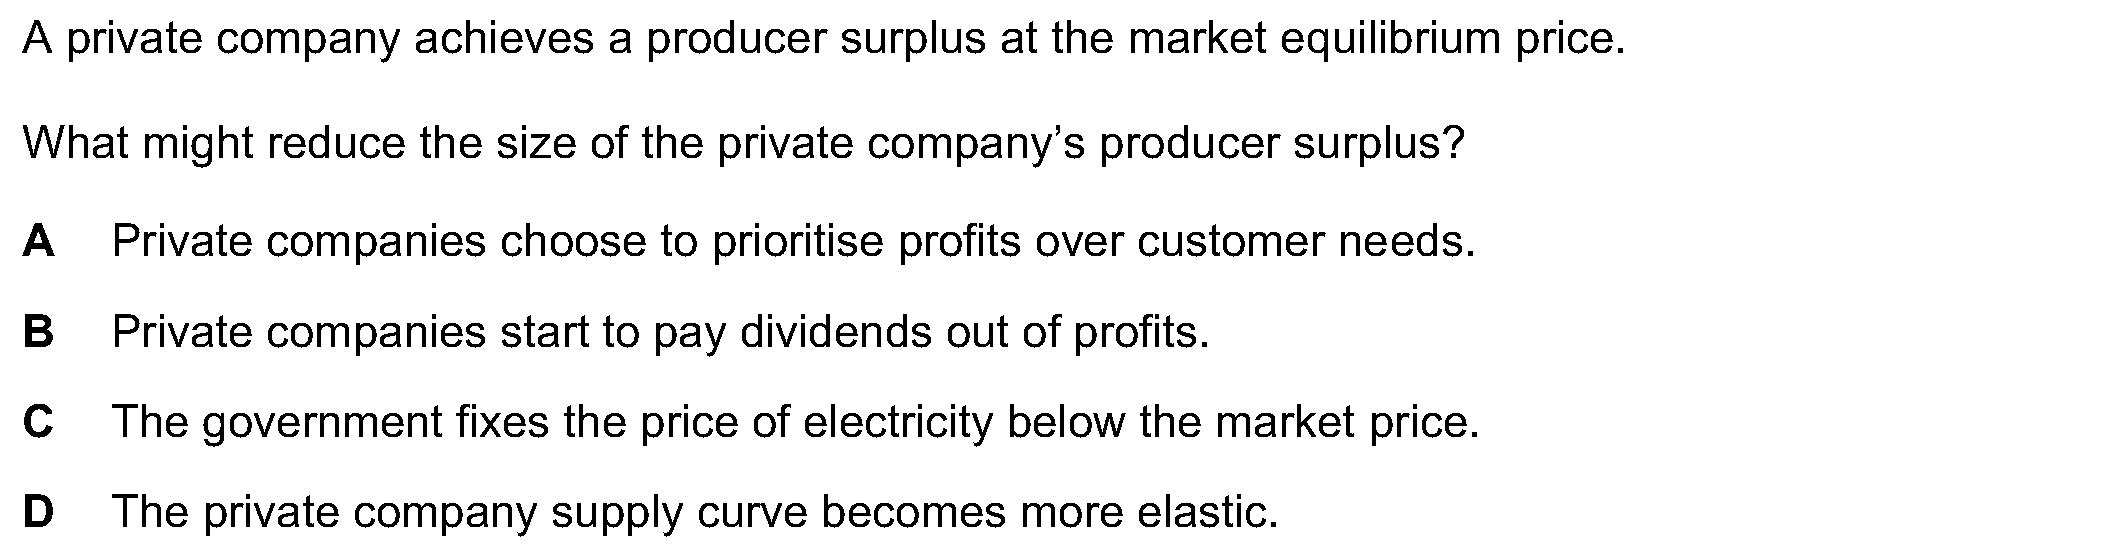 A private company achieves a producer surplus at the market equilibrium price.
What might reduce the size of the private company’s producer surplus?
A Private companies choose to prioritise profits over customer needs.
B Private companies start to pay dividends out of profits.
C The government fixes the price of electricity below the market price.
D The private company supply curve becomes more elastic.